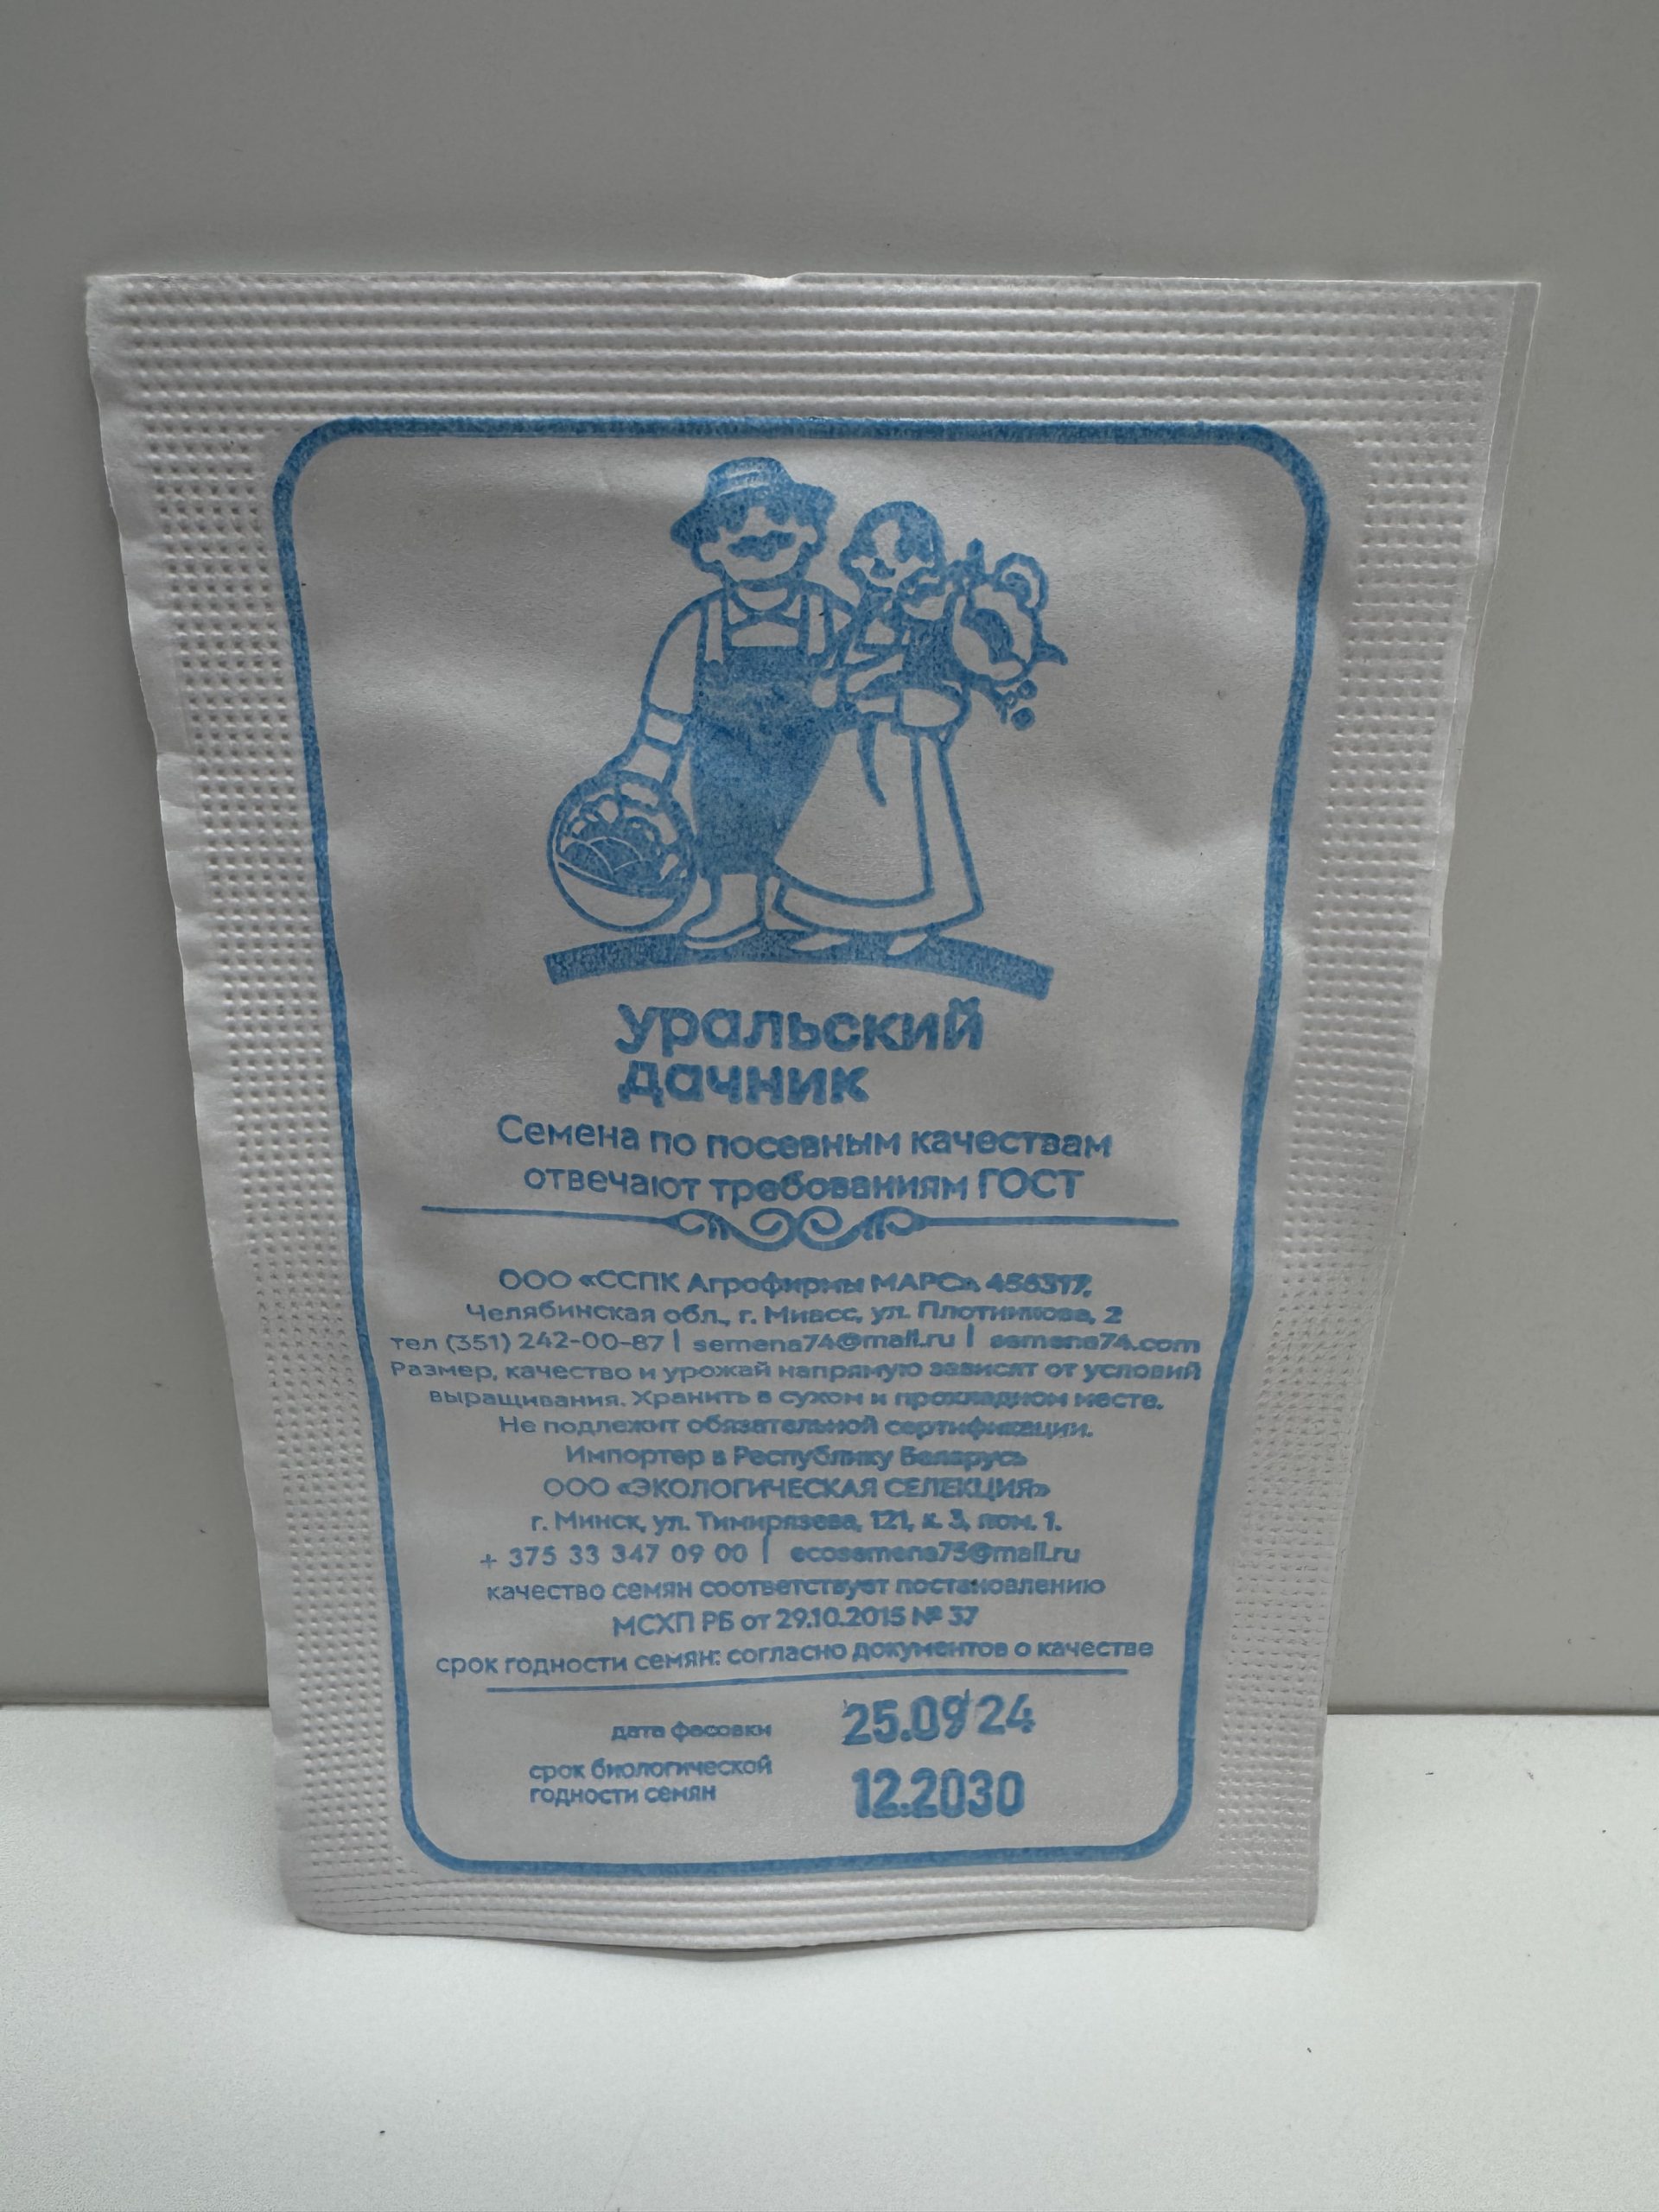 уральский
дачник
Семена по посевным качествам
отвечают требованиям ГОСТ
ООО «ССПК Агрофирмы МАРС» 456317,
Челябинская обл., г. Миасс, ул. Плотникова, 2
тел (351) 242-00-87 | semena74@mail.ru | semena74.com
Размер, качество и урожай напрямую зависят от условий
выращивания. Хранить в сухом и прохладном месте.
Не подлежит обязательной сертификации.
Импортер в Республику Беларусь
ООО «ЭКОЛОГИЧЕСКАЯ СЕЛЕКЦИЯ»
г. Минск, ул. Тимирязева, 121, к. 3, пом. 1.
+ 375 33 347 09 00 | ecosemena75@mail.ru
качество семян соответствует постановлению
МСХП РБ от 29.10.2015 № 37
срок годности семян: согласно документов о качестве
дата фасовки 25.09 24
срок биологической
годности семян 12.2030